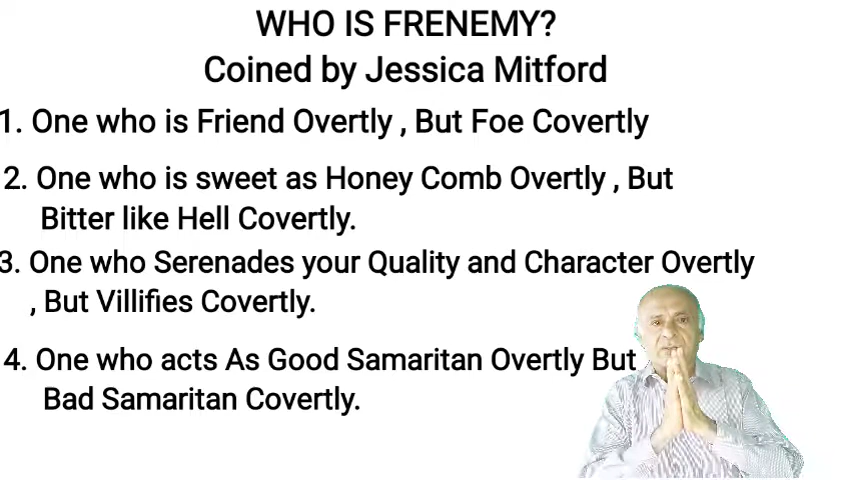 WHO IS FRENEMY?
Coined by Jessica Mitford
1. One who is Friend Overtly , But Foe Covertly
2. One who is sweet as Honey Comb Overtly , But
Bitter like Hell Covertly.
3. One who Serenades your Quality and Character Overtly
, But Villifies Covertly.
4. One who acts As Good Samaritan Overtly But
Bad Samaritan Covertly.